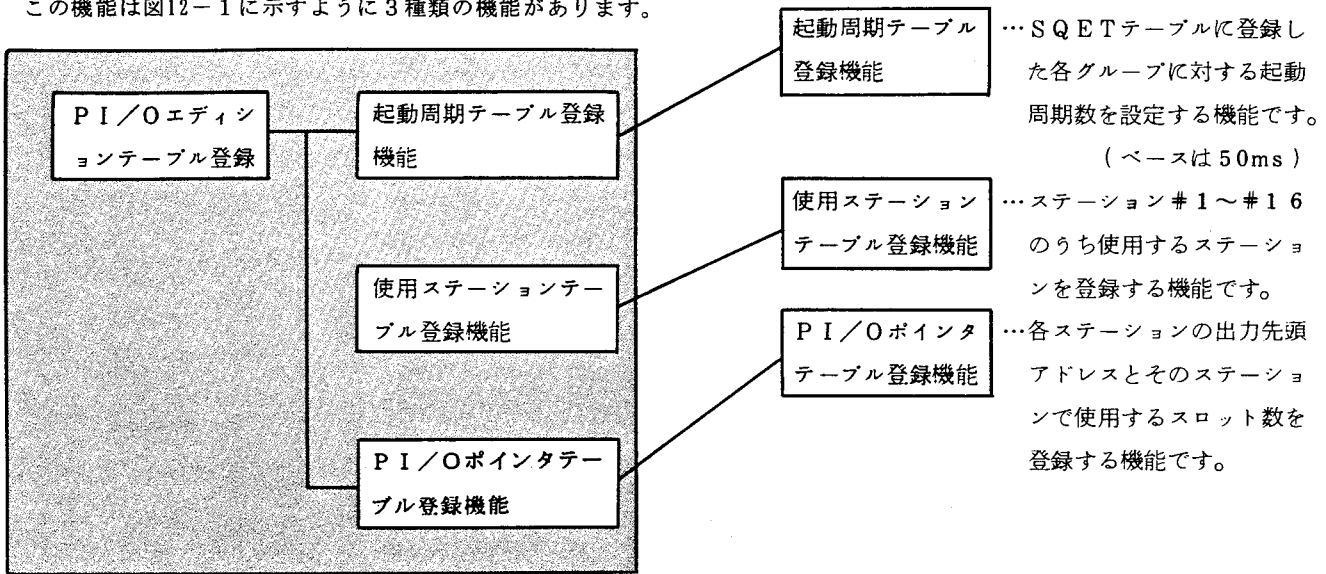 この機能は図12－1に示すように3種類の機能があります。
PI／Oエディシ
ョンテーブル登録
起動周期テーブル登録
機能
使用ステーションテー
ブル登録機能
PI／Oポインタテー
ブル登録機能
起動周期テーブル
登録機能
…SQETテーブルに登録し
た各グループに対する起動
周期数を設定する機能です。
(ベースは50ms)
使用ステーション
テーブル登録機能
…ステーション＃1～＃16
のうち使用するステーショ
ンを登録する機能です。
PI／Oポインタ
テーブル登録機能
…各ステーションの出力先頭
アドレスとそのステーショ
ンで使用するスロット数を
登録する機能です。